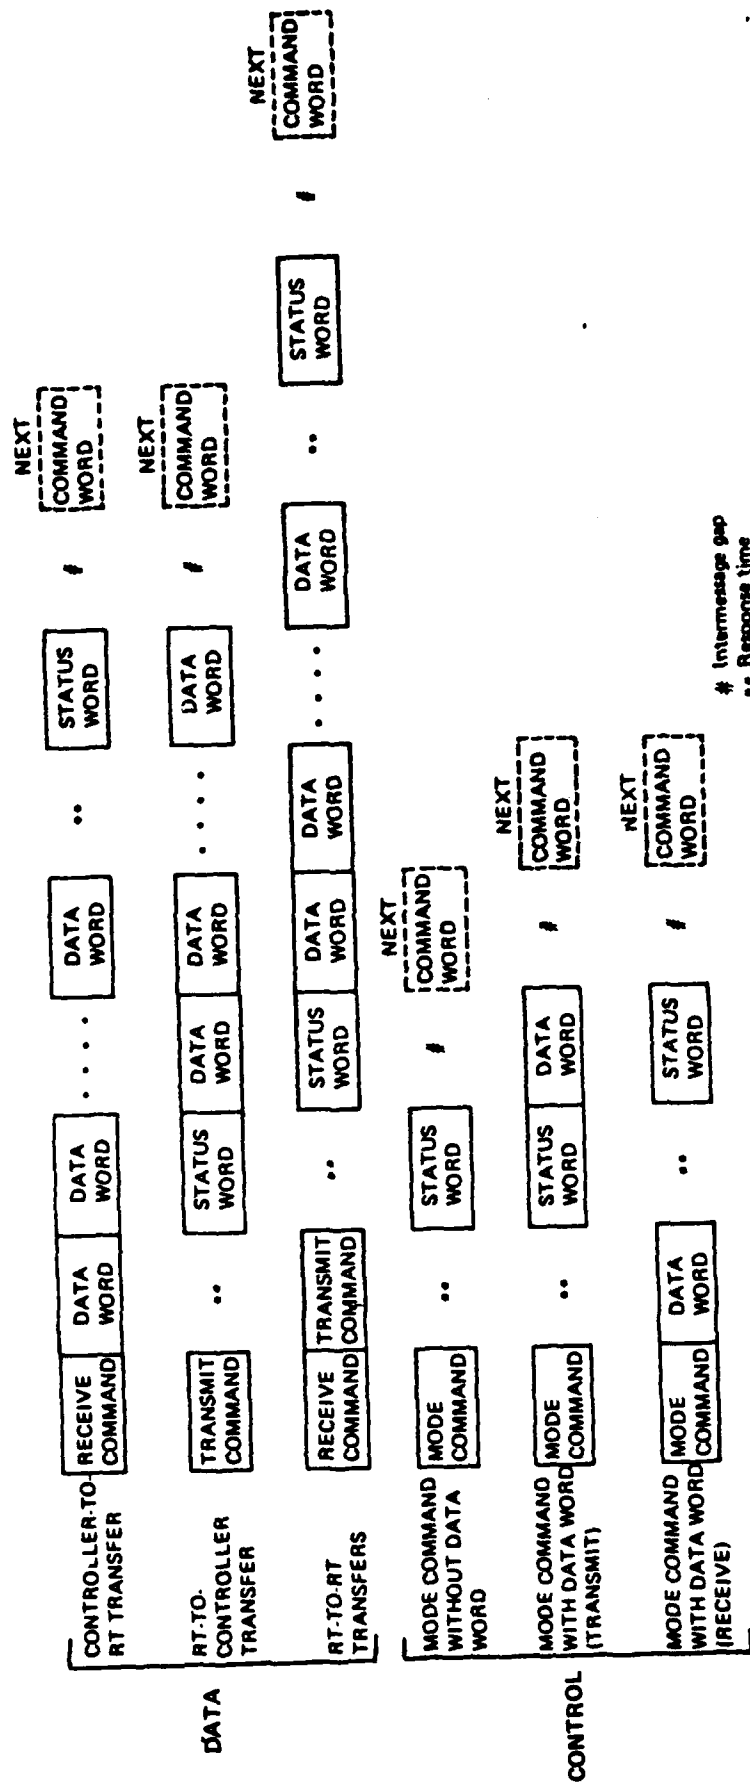 DATA
CONTROLLER-TO-
RT TRANSFER
RECEIVE
COMMAND
DATA
WORD
DATA
WORD
. . . .
DATA
WORD
**
STATUS
WORD
#
NEXT
COMMAND
WORD
RT-TO-
CONTROLLER
TRANSFER
TRANSMIT
COMMAND
**
STATUS
WORD
DATA
WORD
DATA
WORD
. . . .
DATA
WORD
#
NEXT
COMMAND
WORD
RT-TO-RT
TRANSFERS
RECEIVE
COMMAND
TRANSMIT
COMMAND
**
STATUS
WORD
DATA
WORD
DATA
WORD
. . . .
DATA
WORD
**
STATUS
WORD
#
NEXT
COMMAND
WORD
CONTROL
MODE COMMAND
WITHOUT DATA
WORD
MODE
COMMAND
**
STATUS
WORD
#
NEXT
COMMAND
WORD
MODE COMMAND
WITH DATA WORD
(TRANSMIT)
MODE
COMMAND
**
STATUS
WORD
DATA
WORD
#
NEXT
COMMAND
WORD
MODE COMMAND
WITH DATA WORD
(RECEIVE)
MODE
COMMAND
DATA
WORD
**
STATUS
WORD
#
NEXT
COMMAND
WORD
# Intermessage gap
** Response time